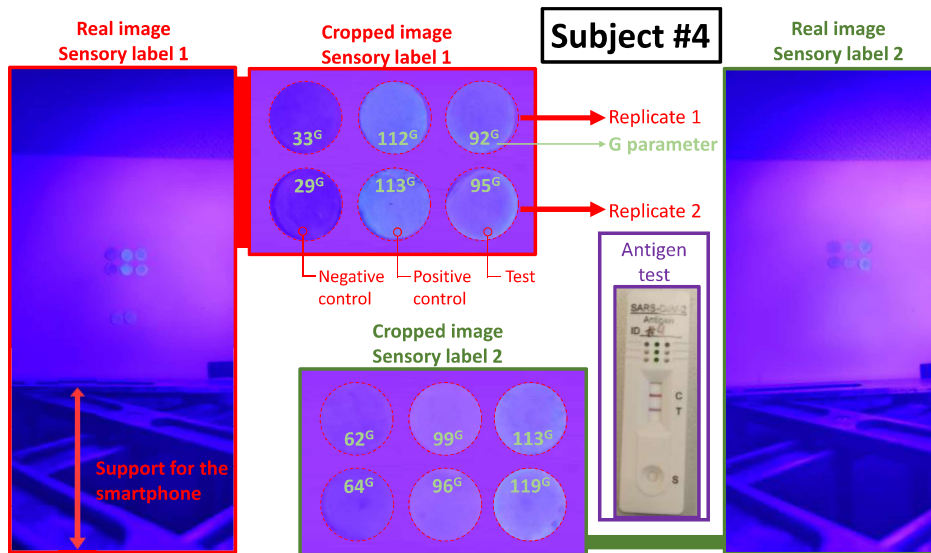 Real image
Sensory label 1
Cropped image
Sensory label 1
Subject #4
Real image
Sensory label 2
33G
112G
92G
Replicate 1
G parameter
29G
113G
95G
Replicate 2
Negative
control
Positive
control
Test
Antigen
test
SARS-CoV-2
Antigen
ID #4
C
T
S
Cropped image
Sensory label 2
62G
99G
113G
64G
96G
119G
Support for the
smartphone